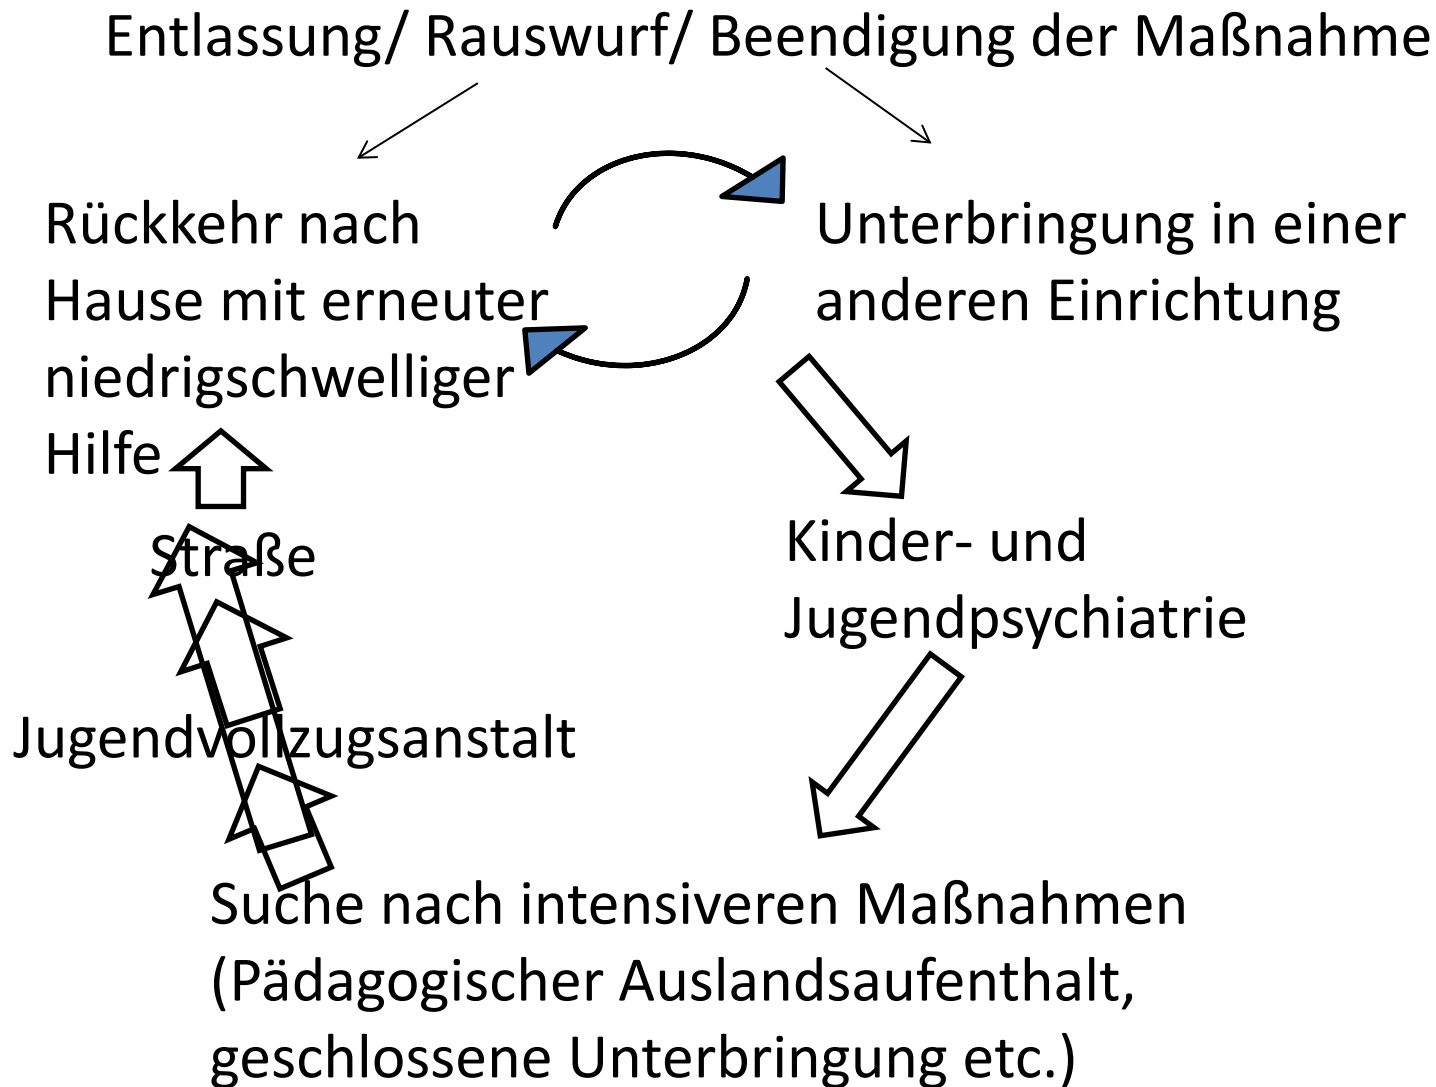 Entlassung/ Rauswurf/ Beendigung der Maßnahme
Rückkehr nach
Hause mit erneuter
niedrigschwelliger
Hilfe
Unterbringung in einer
anderen Einrichtung
Straße
Kinder- und
Jugendpsychiatrie
Jugendvollzugsanstalt
Suche nach intensiveren Maßnahmen
(Pädagogischer Auslandsaufenthalt,
geschlossene Unterbringung etc.)